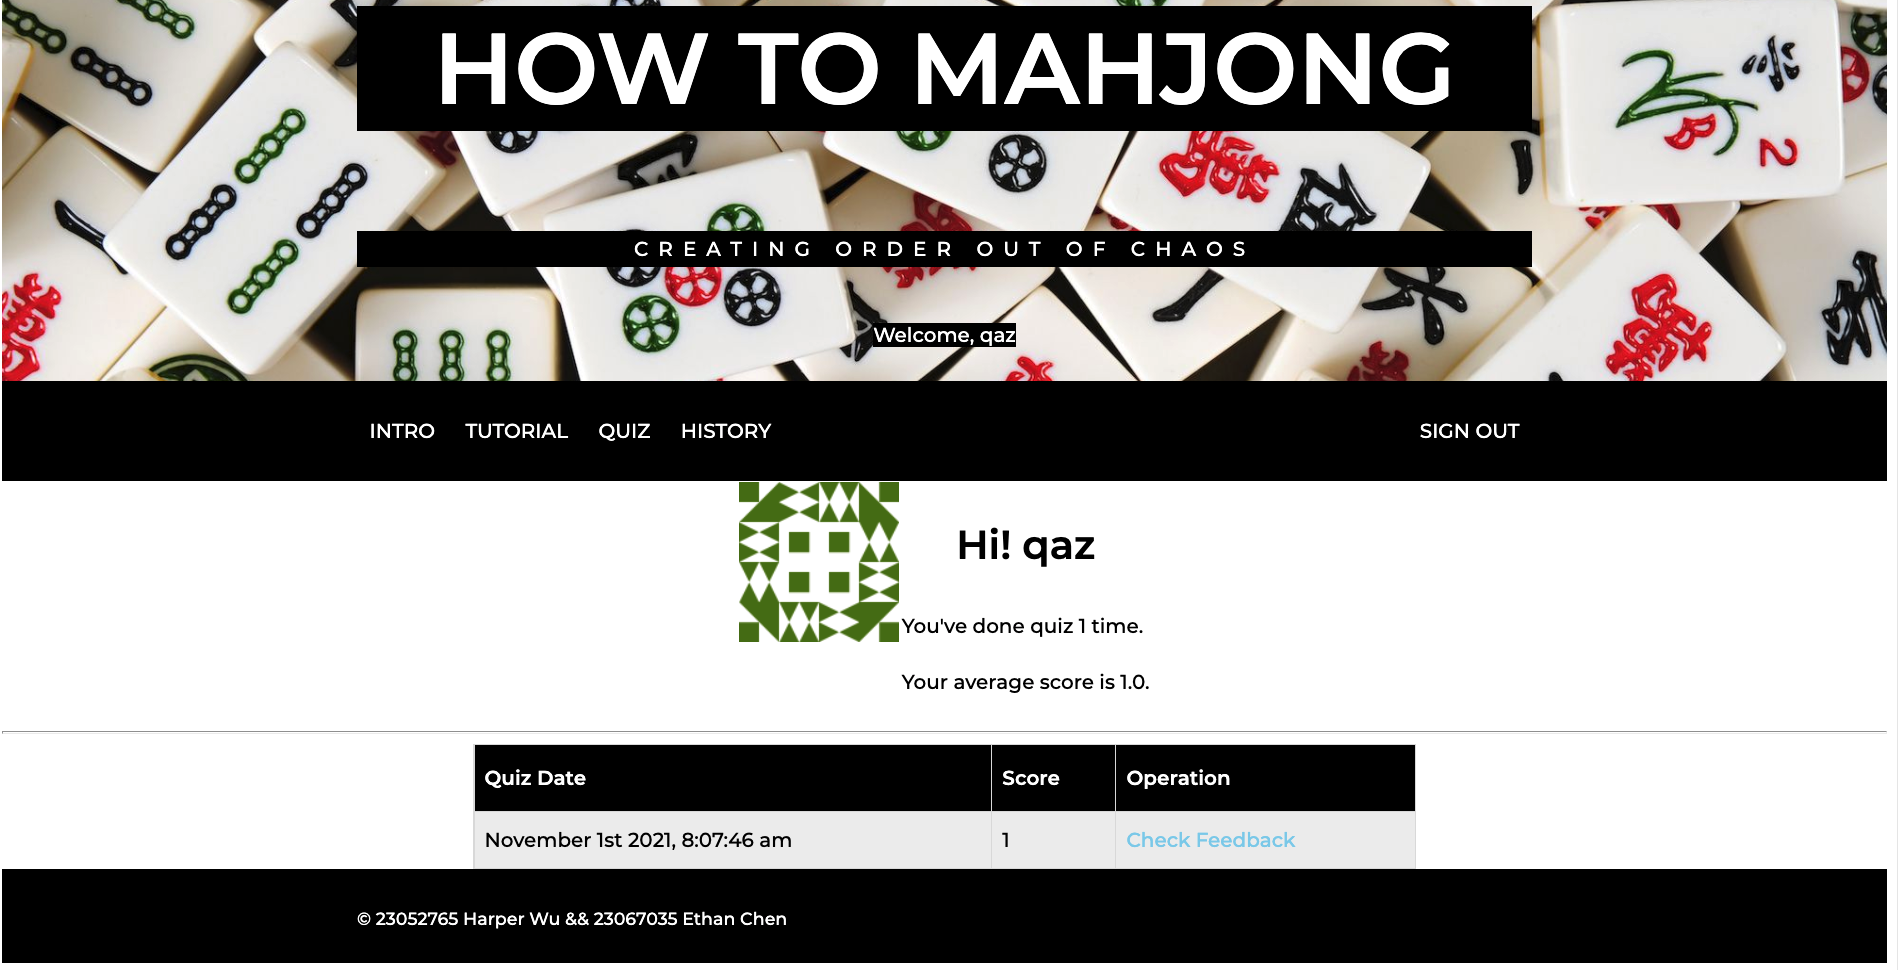 HOW TO MAHJONG
CREATING ORDER OUT OF CHAOS
Welcome, qaz
INTRO TUTORIAL QUIZ HISTORY SIGN OUT
Hi! qaz
You've done quiz 1 time.
Your average score is 1.0.
Quiz Date Score Operation
November 1st 2021, 8:07:46 am 1 Check Feedback
© 23052765 Harper Wu && 23067035 Ethan Chen